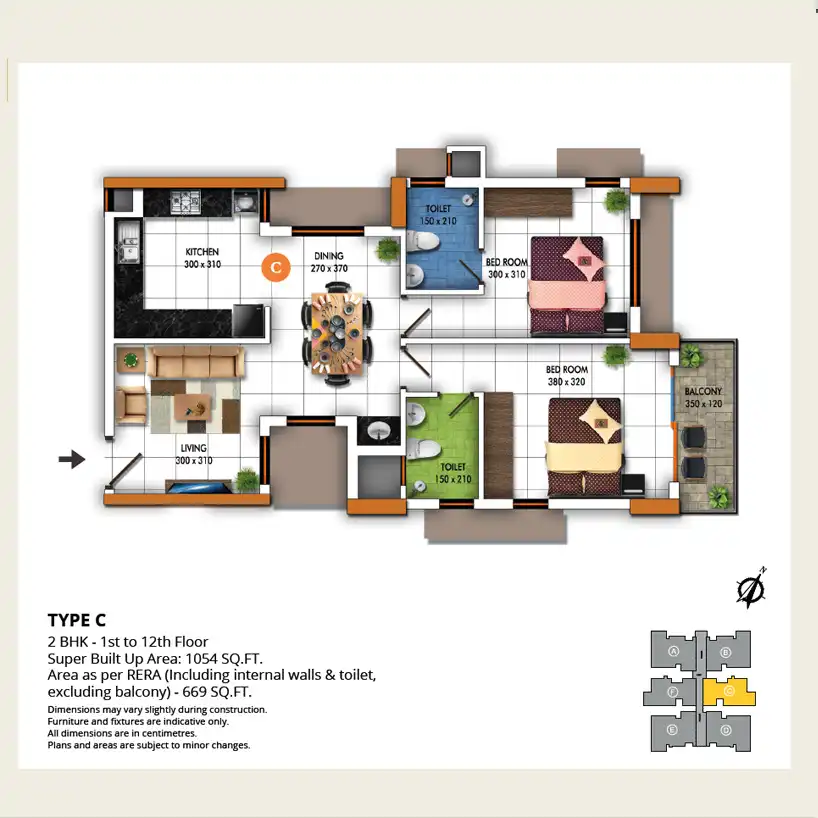 TOILET
150 x 210
KITCHEN
300 x 310
C
DINING
270 x 370
BED ROOM
300 x 310
BED ROOM
380 x 320
BALCONY
350 x 120
LIVING
300 x 310
TOILET
150 x 210
N
TYPE C
2 BHK - 1st to 12th Floor
Super Built Up Area: 1054 SQ.FT.
Area as per RERA (Including internal walls & toilet,
excluding balcony) - 669 SQ.FT.
Dimensions may vary slightly during construction.
Furniture and fixtures are indicative only.
All dimensions are in centimetres.
Plans and areas are subject to minor changes.
A
B
F
C
E
D